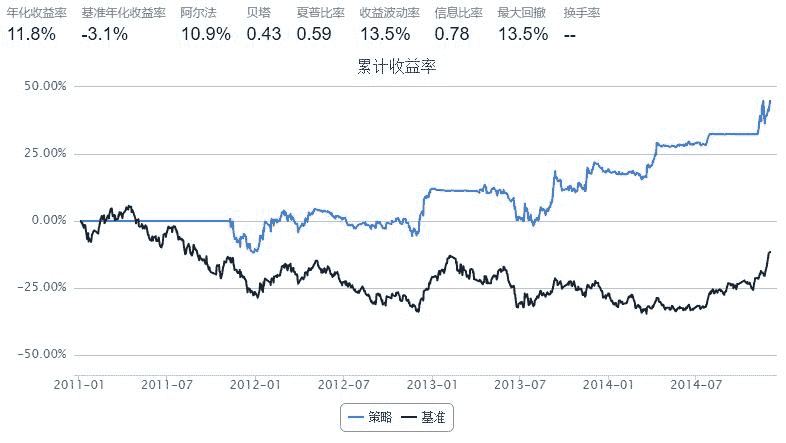 年化收益率 基准年化收益率 阿尔法 贝塔 夏普比率 收益波动率 信息比率 最大回撤 换手率
11.8% -3.1% 10.9% 0.43 0.59 13.5% 0.78 13.5% --
累计收益率
50.00%
25.00%
0.00%
-25.00%
-50.00%
2011-01 2011-07 2012-01 2012-07 2013-01 2013-07 2014-01 2014-07
策略 基准